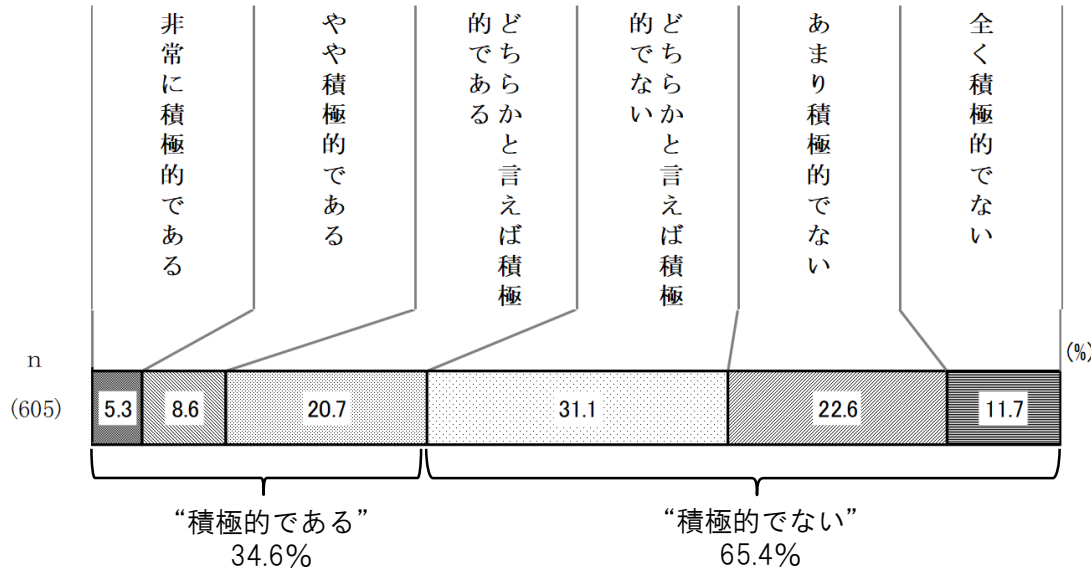 非常に積極的である
やや積極的である
どちらかと言えば積極
的である
どちらかと言えば積極
的でない
あまり積極的でない
全く積極的でない
n
(%)
(605)
5.3
8.6
20.7
31.1
22.6
11.7
“積極的である”
34.6%
“積極的でない”
65.4%